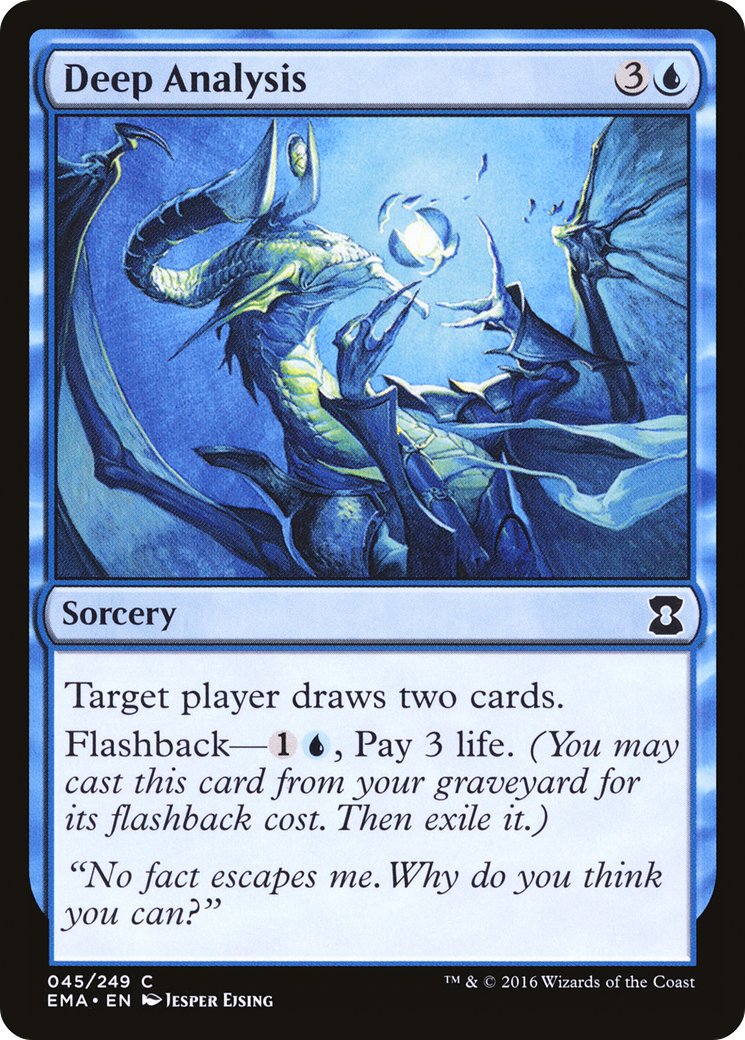 Deep Analysis 3
Sorcery
Target player draws two cards.
Flashback—1, Pay 3 life. (You may
cast this card from your graveyard for
its flashback cost. Then exile it.)
“No fact escapes me. Why do you think
you can?”
045/249 C
EMA • EN Jesper Ejsing
™ & © 2016 Wizards of the Coast